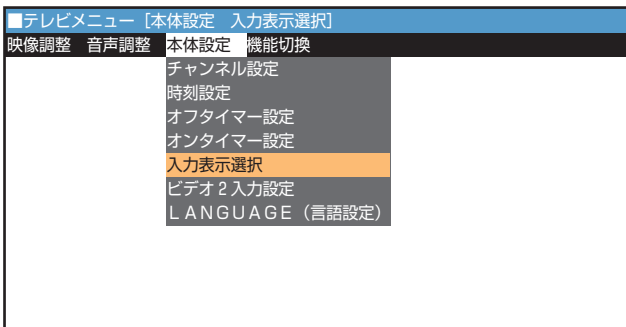 ■テレビメニュー［本体設定　入力表示選択］
映像調整　音声調整　本体設定　機能切換
チャンネル設定
時刻設定
オフタイマー設定
オンタイマー設定
入力表示選択
ビデオ２入力設定
ＬＡＮＧＵＡＧＥ（言語設定）